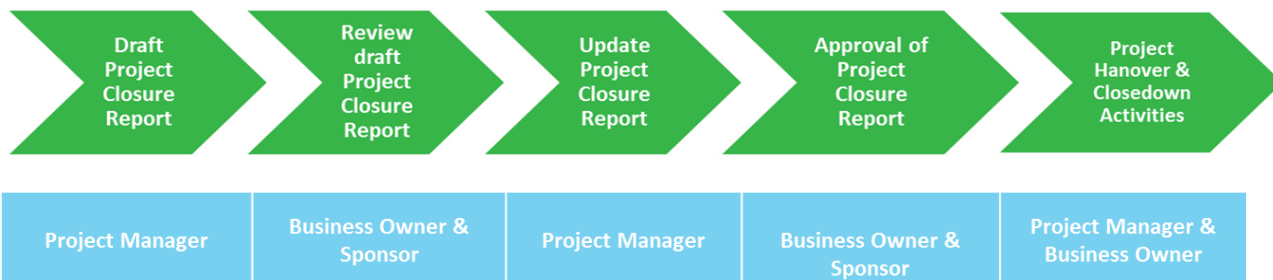 Draft
Project
Closure
Report
Review
draft
Project
Closure
Report
Update
Project
Closure
Report
Approval of
Project
Closure
Report
Project
Hanover &
Closedown
Activities
Project Manager
Business Owner &
Sponsor
Project Manager
Business Owner &
Sponsor
Project Manager &
Business Owner